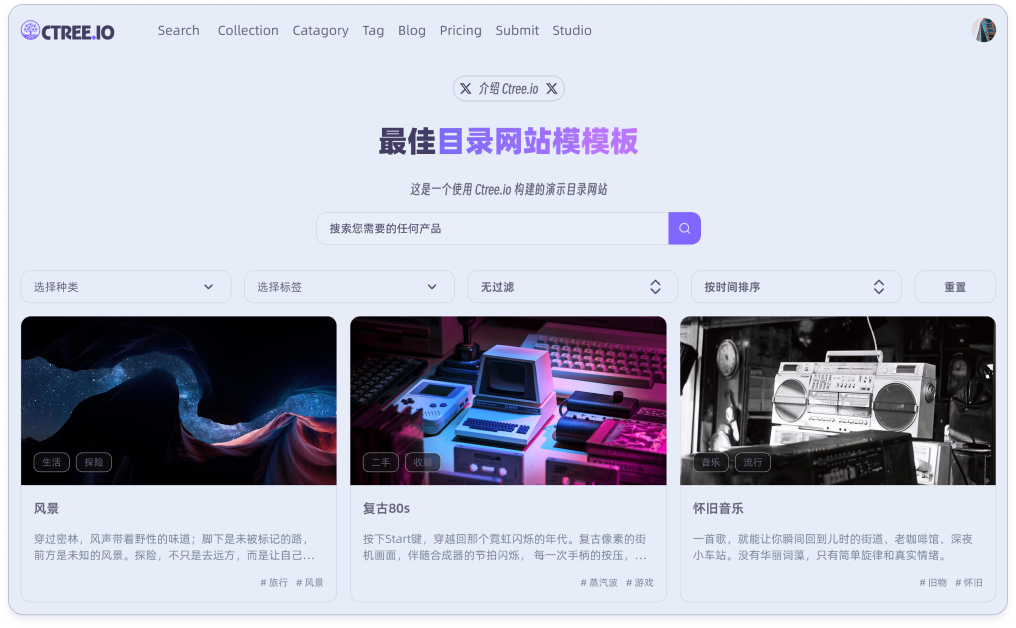 CTREE.IO
Search Collection Catagory Tag Blog Pricing Submit Studio
介绍 Ctree.io
最佳目录网站模模板
这是一个使用 Ctree.io 构建的演示目录网站
搜索您需要的任何产品
选择种类 选择标签 无过滤 按时间排序 重置
生活 探险
二手 收藏
音乐 流行
风景
穿过密林，风声带着野性的味道；脚下是未被标记的路，
前方是未知的风景。探险，不只是去远方，而是让自己...
# 旅行 # 风景
复古80s
按下Start键，穿越回那个霓虹闪烁的年代。复古像素的街
机画面，伴随合成器的节拍闪烁， 每一次手柄的按压，...
# 蒸汽波 # 游戏
怀旧音乐
一首歌，就能让你瞬间回到儿时的街道、老咖啡馆、深夜
小车站。没有华丽词藻，只有简单旋律和真实情绪。
# 旧物 # 怀旧